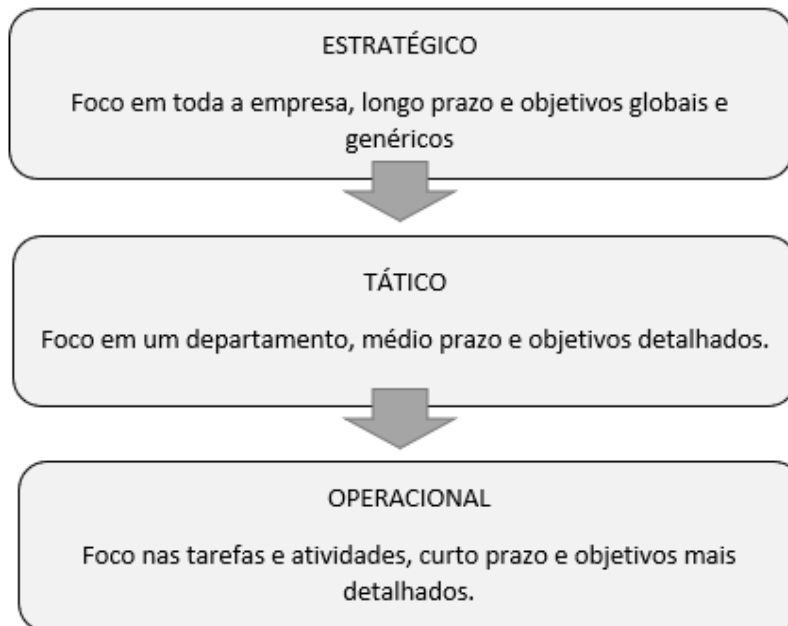 ESTRATÉGICO
Foco em toda a empresa, longo prazo e objetivos globais e
genéricos
TÁTICO
Foco em um departamento, médio prazo e objetivos detalhados.
OPERACIONAL
Foco nas tarefas e atividades, curto prazo e objetivos mais
detalhados.